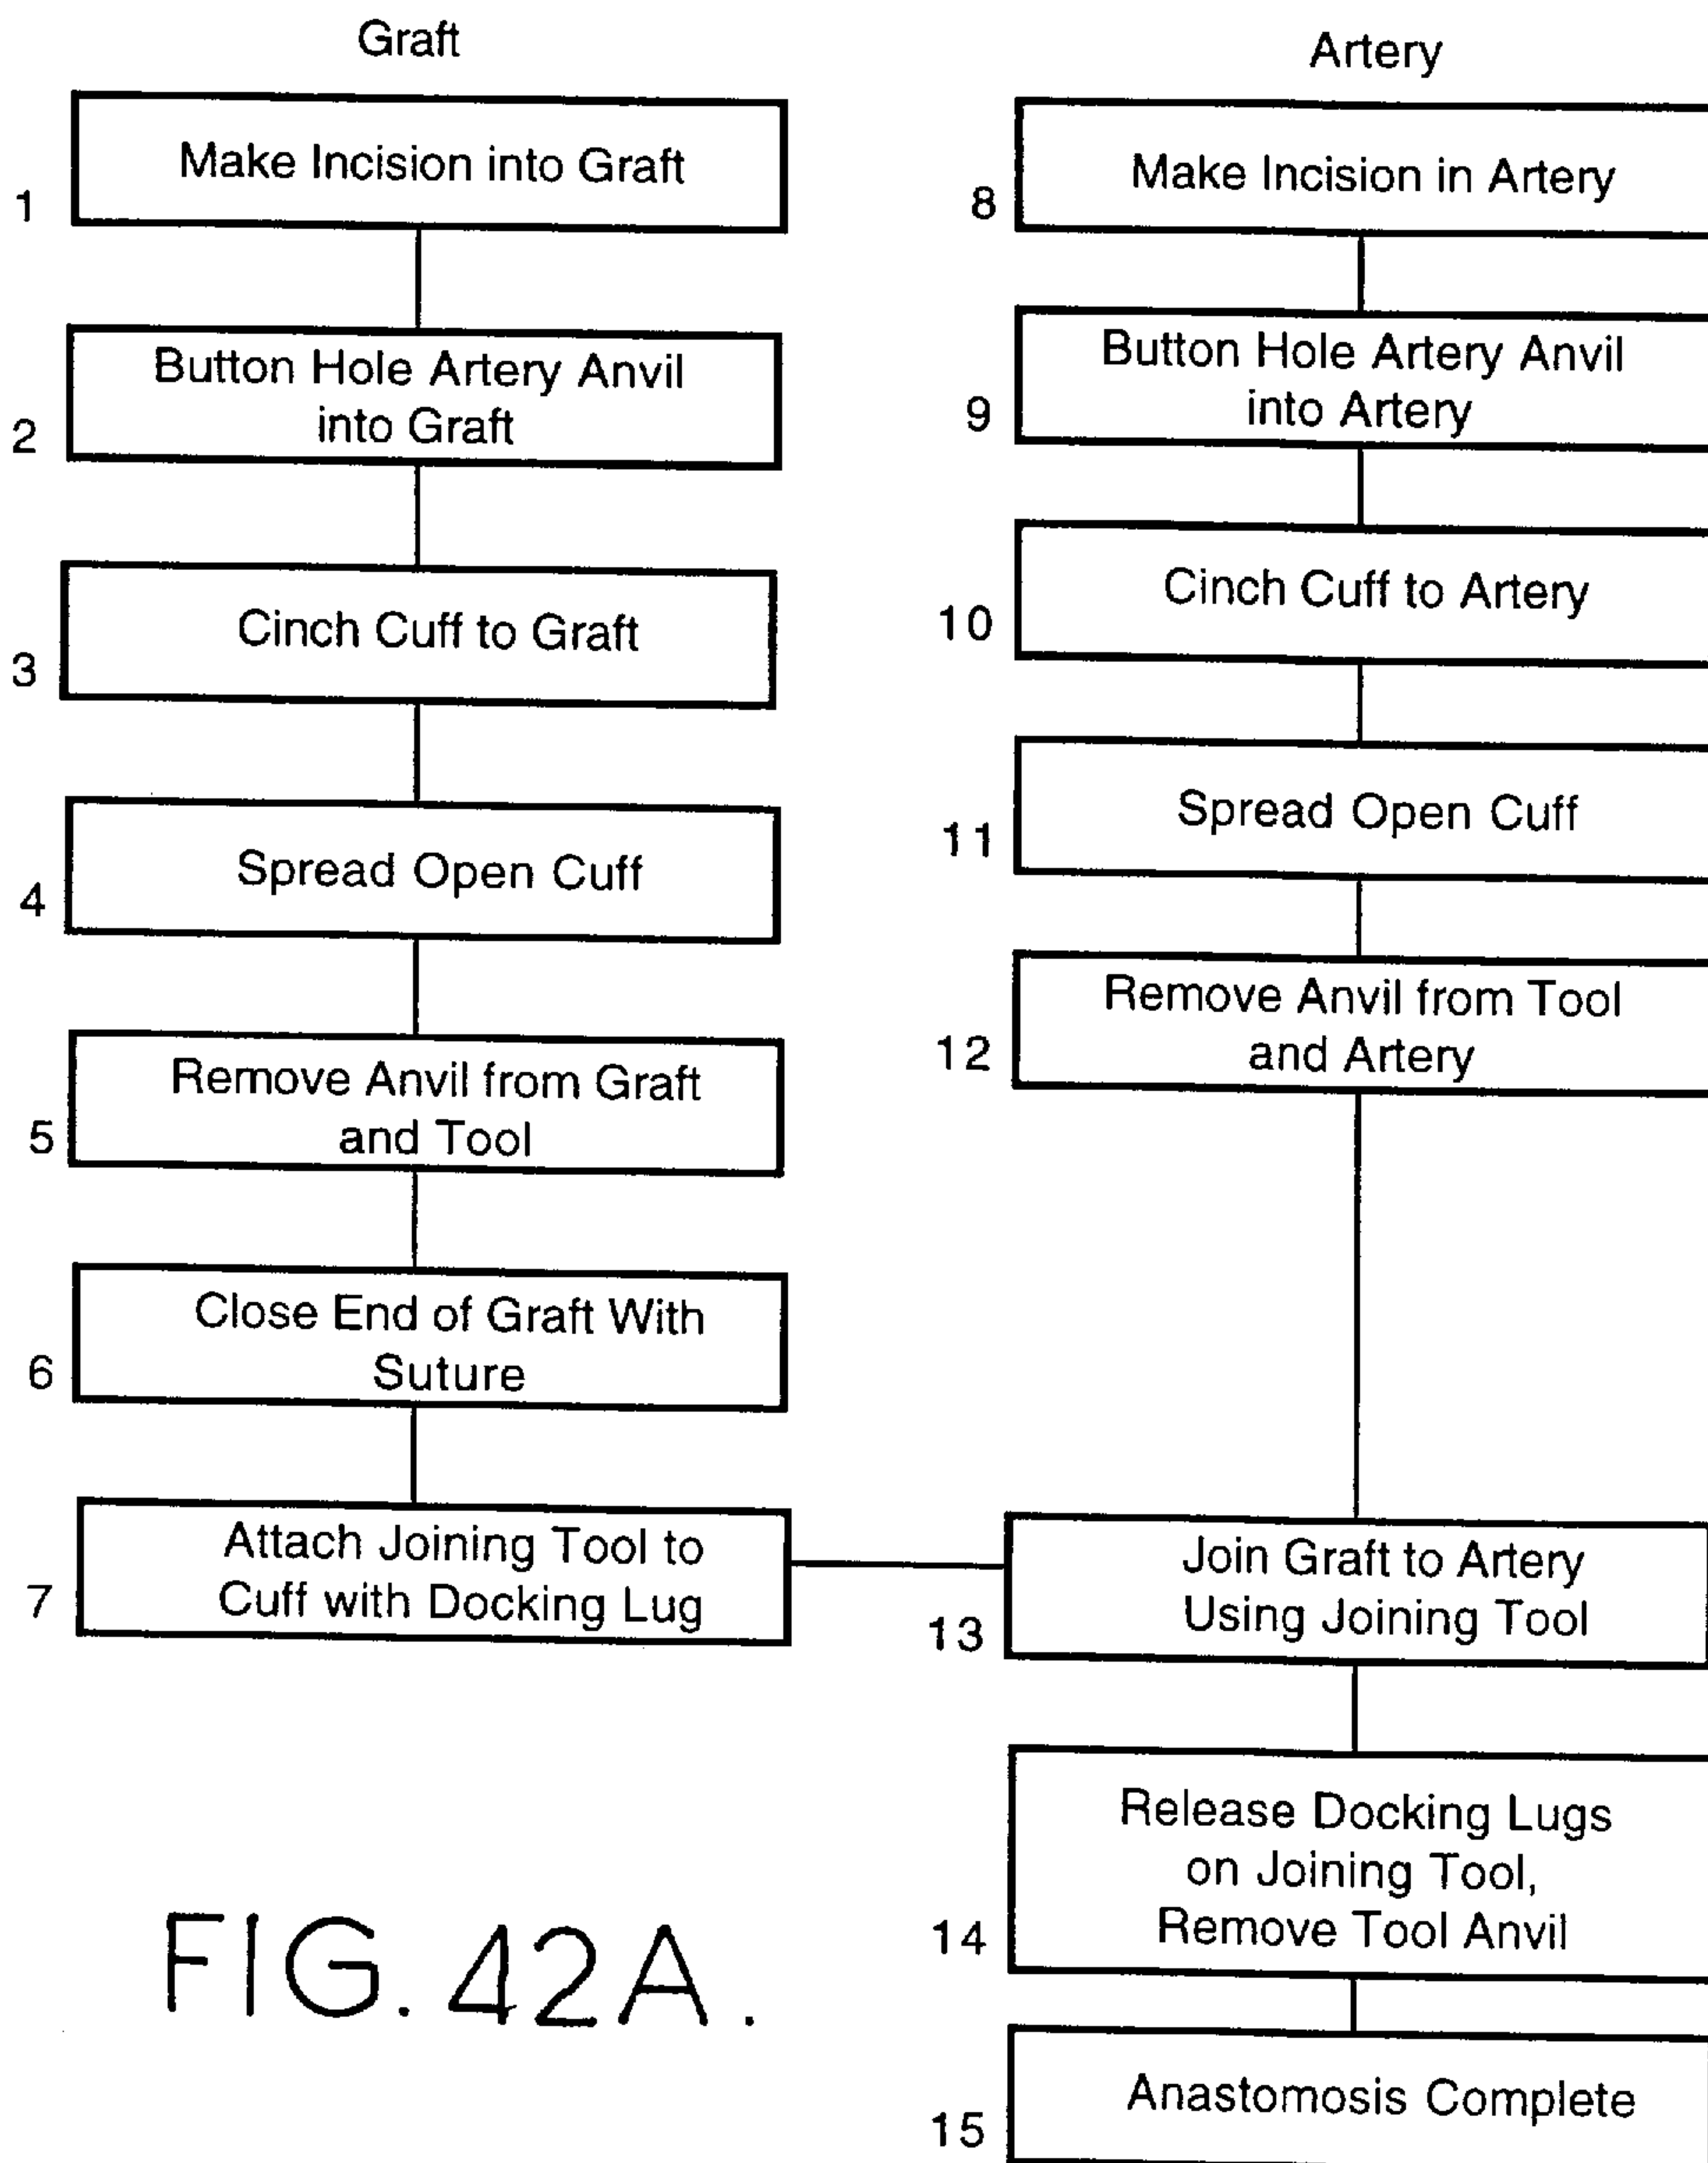 Graft
Make Incision into Graft
1
Button Hole Artery Anvil
into Graft
2
Cinch Cuff to Graft
3
Spread Open Cuff
4
Remove Anvil from Graft
and Tool
5
Close End of Graft With
Suture
6
Attach Joining Tool to
Cuff with Docking Lug
7
Artery
Make Incision in Artery
8
Button Hole Artery Anvil
into Artery
9
Cinch Cuff to Artery
10
Spread Open Cuff
11
Remove Anvil from Tool
and Artery
12
Join Graft to Artery
Using Joining Tool
13
Release Docking Lugs
on Joining Tool,
Remove Tool Anvil
14
Anastomosis Complete
15
FIG. 42A.